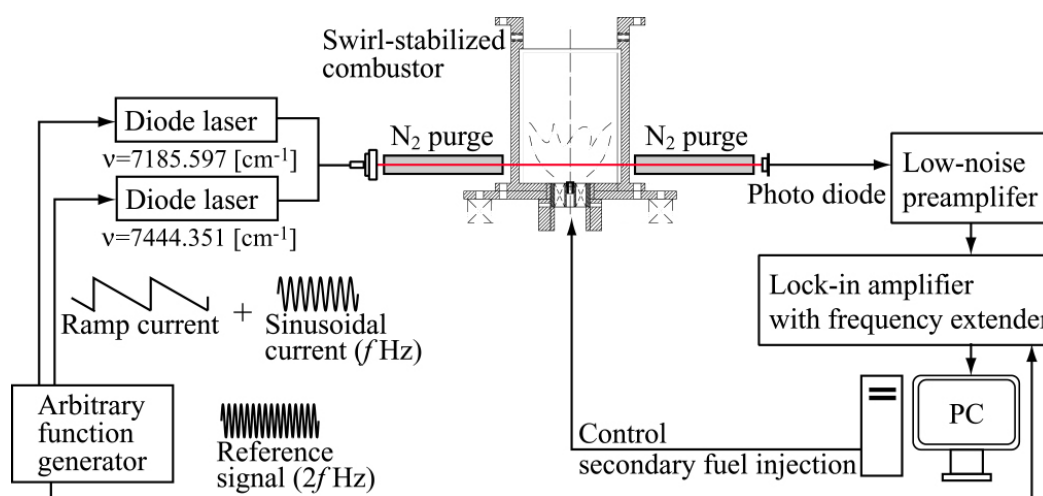 Swirl-stabilized
combustor
Diode laser
ν=7185.597 [cm⁻¹]
Diode laser
ν=7444.351 [cm⁻¹]
N₂ purge
N₂ purge
Photo diode
Low-noise
preamplifer
Lock-in amplifier
with frequency extender
Ramp current
+
Sinusoidal
current (f Hz)
Arbitrary
function
generator
Reference
signal (2f Hz)
Control
secondary fuel injection
PC